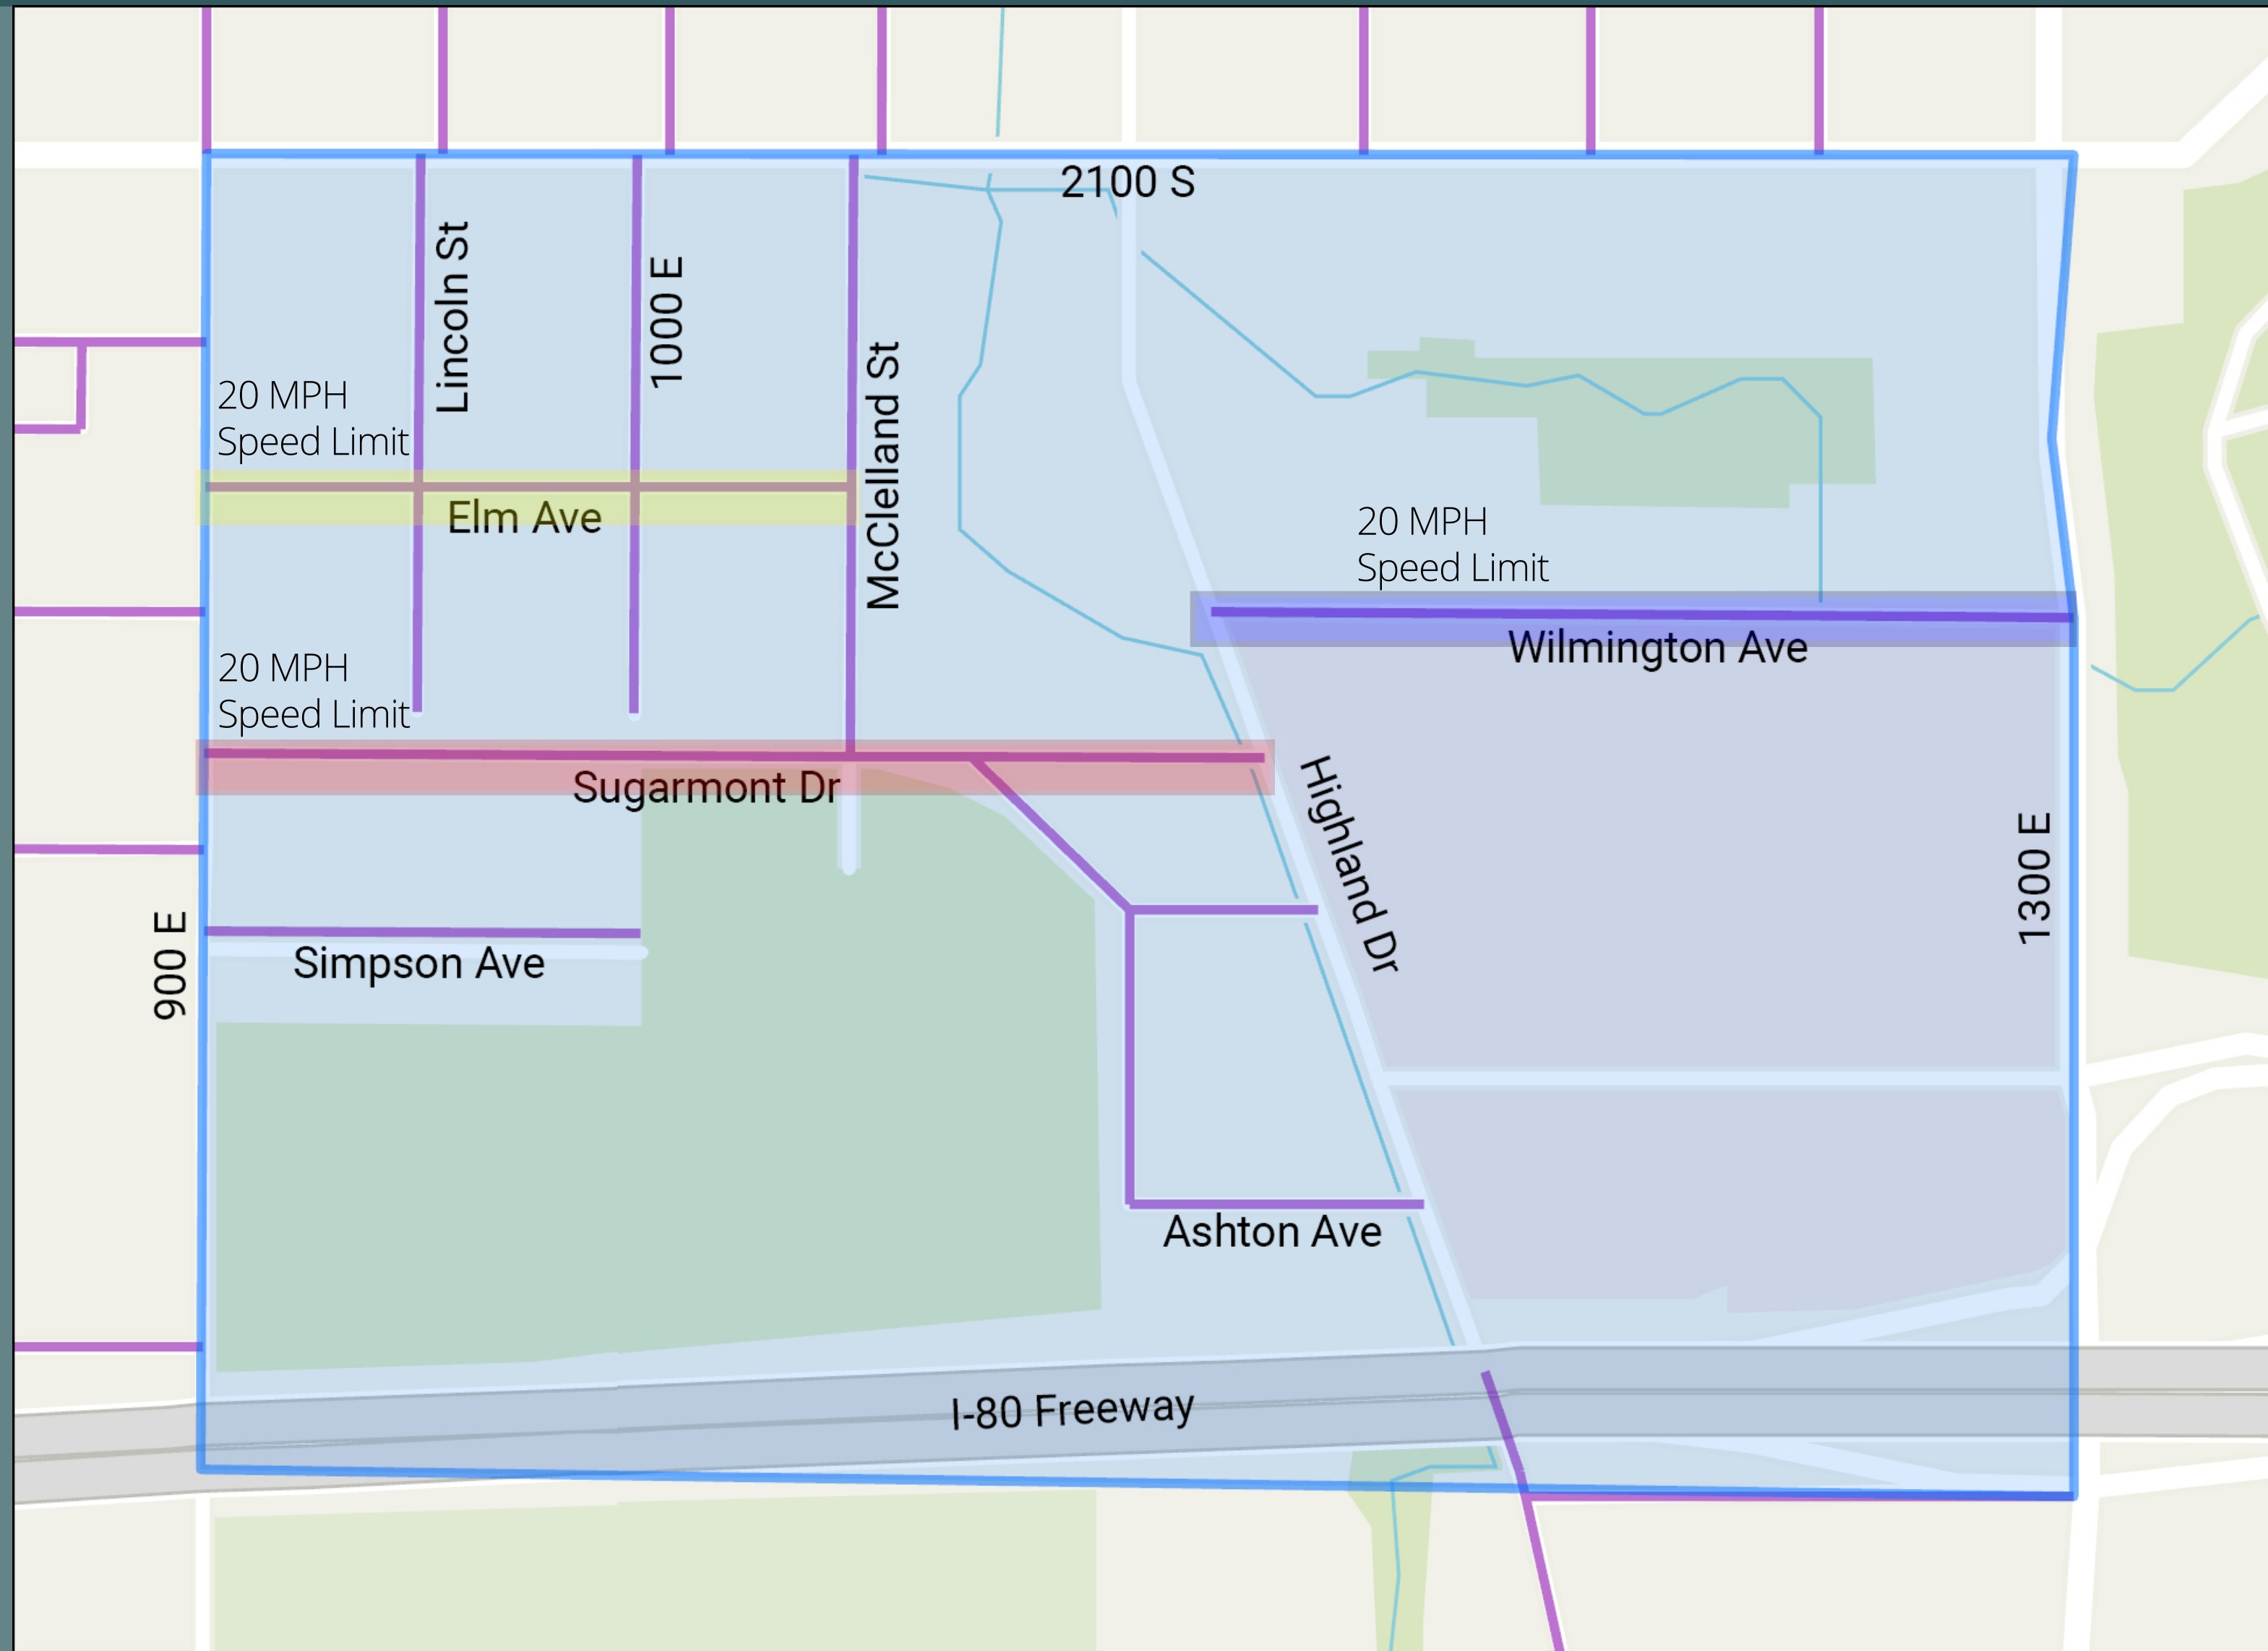 2100 S
Lincoln St
1000 E
McClelland St
20 MPH
Speed Limit
Elm Ave
20 MPH
Speed Limit
Wilmington Ave
20 MPH
Speed Limit
Sugarmont Dr
Highland Dr
1300 E
900 E
Simpson Ave
Ashton Ave
I-80 Freeway